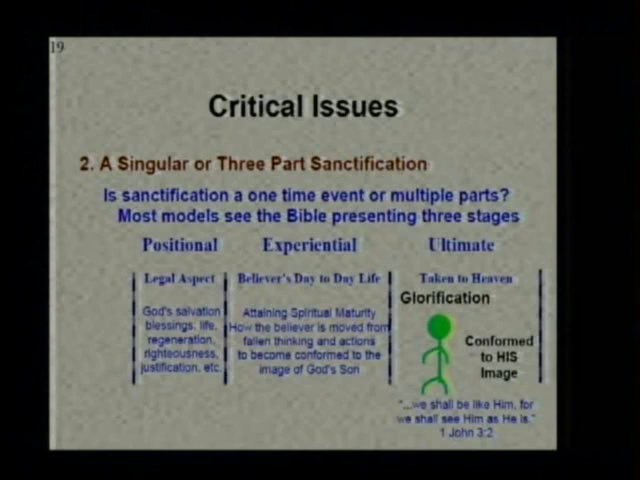 19
Critical Issues
2. A Singular or Three Part Sanctification
Is sanctification a one time event or multiple parts?
Most models see the Bible presenting three stages
Positional
Experiential
Ultimate
Legal Aspect
God's salvation
blessings, life,
regeneration,
righteousness,
justification, etc.
Believer's Day to Day Life
Attaining Spiritual Maturity
How the believer is moved from
fallen thinking and actions
to become conformed to the
image of God's Son
Taken to Heaven
Glorification
Conformed
to HIS
Image
"...we shall be like Him, for
we shall see Him as He is."
1 John 3:2